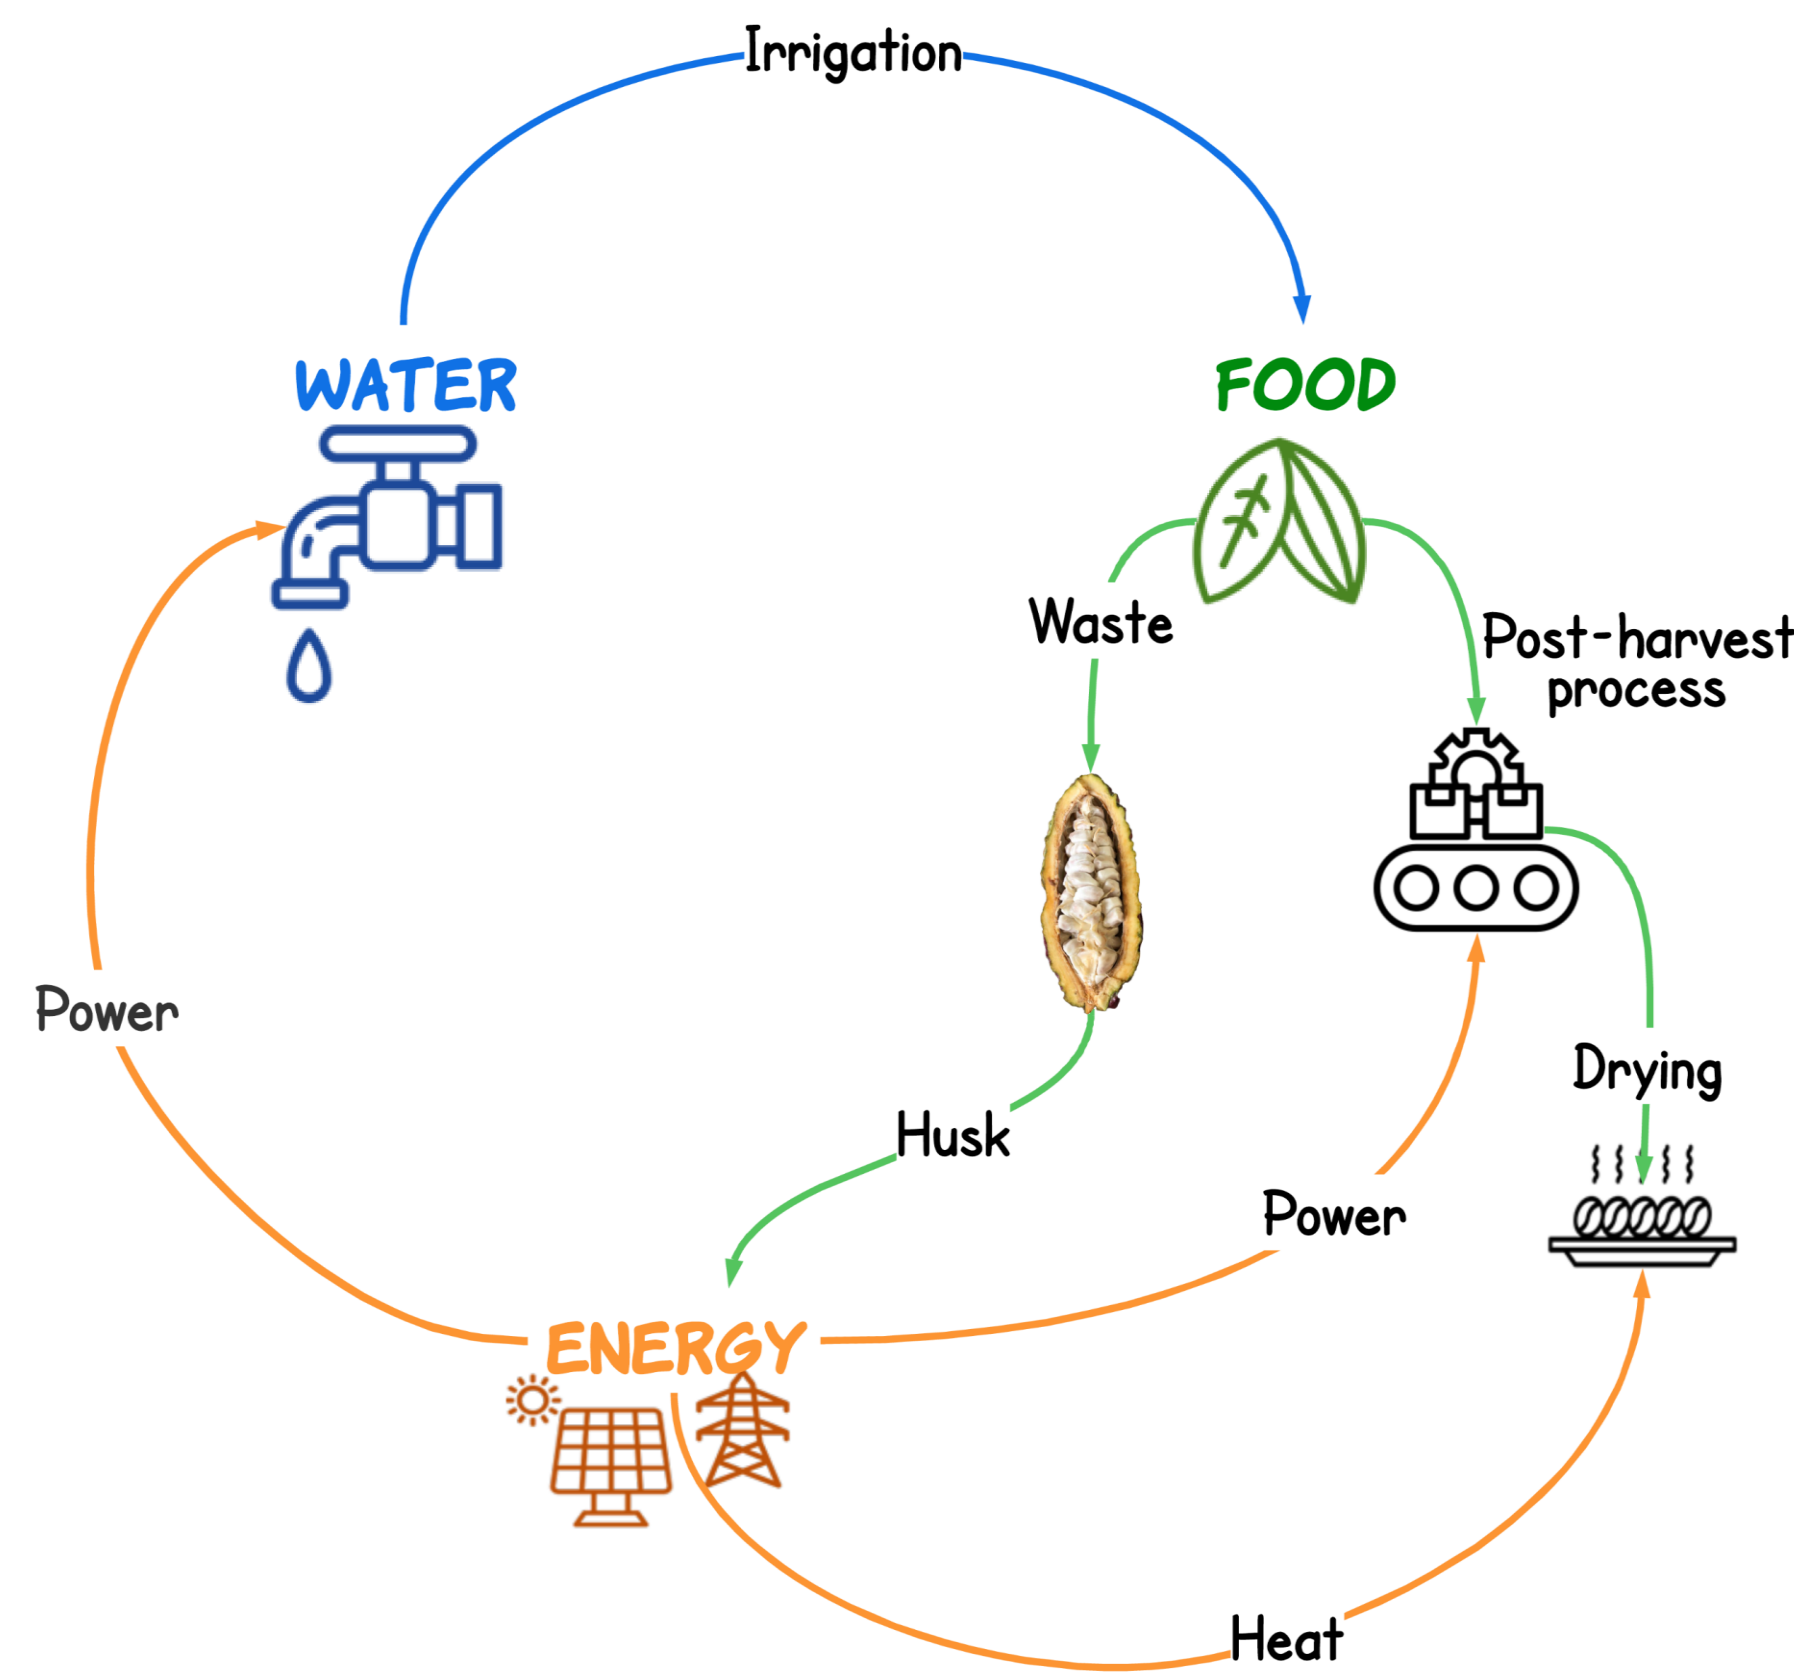 Irrigation
WATER
FOOD
Waste
Post-harvest
process
Power
Drying
Husk
Power
ENERGY
Heat